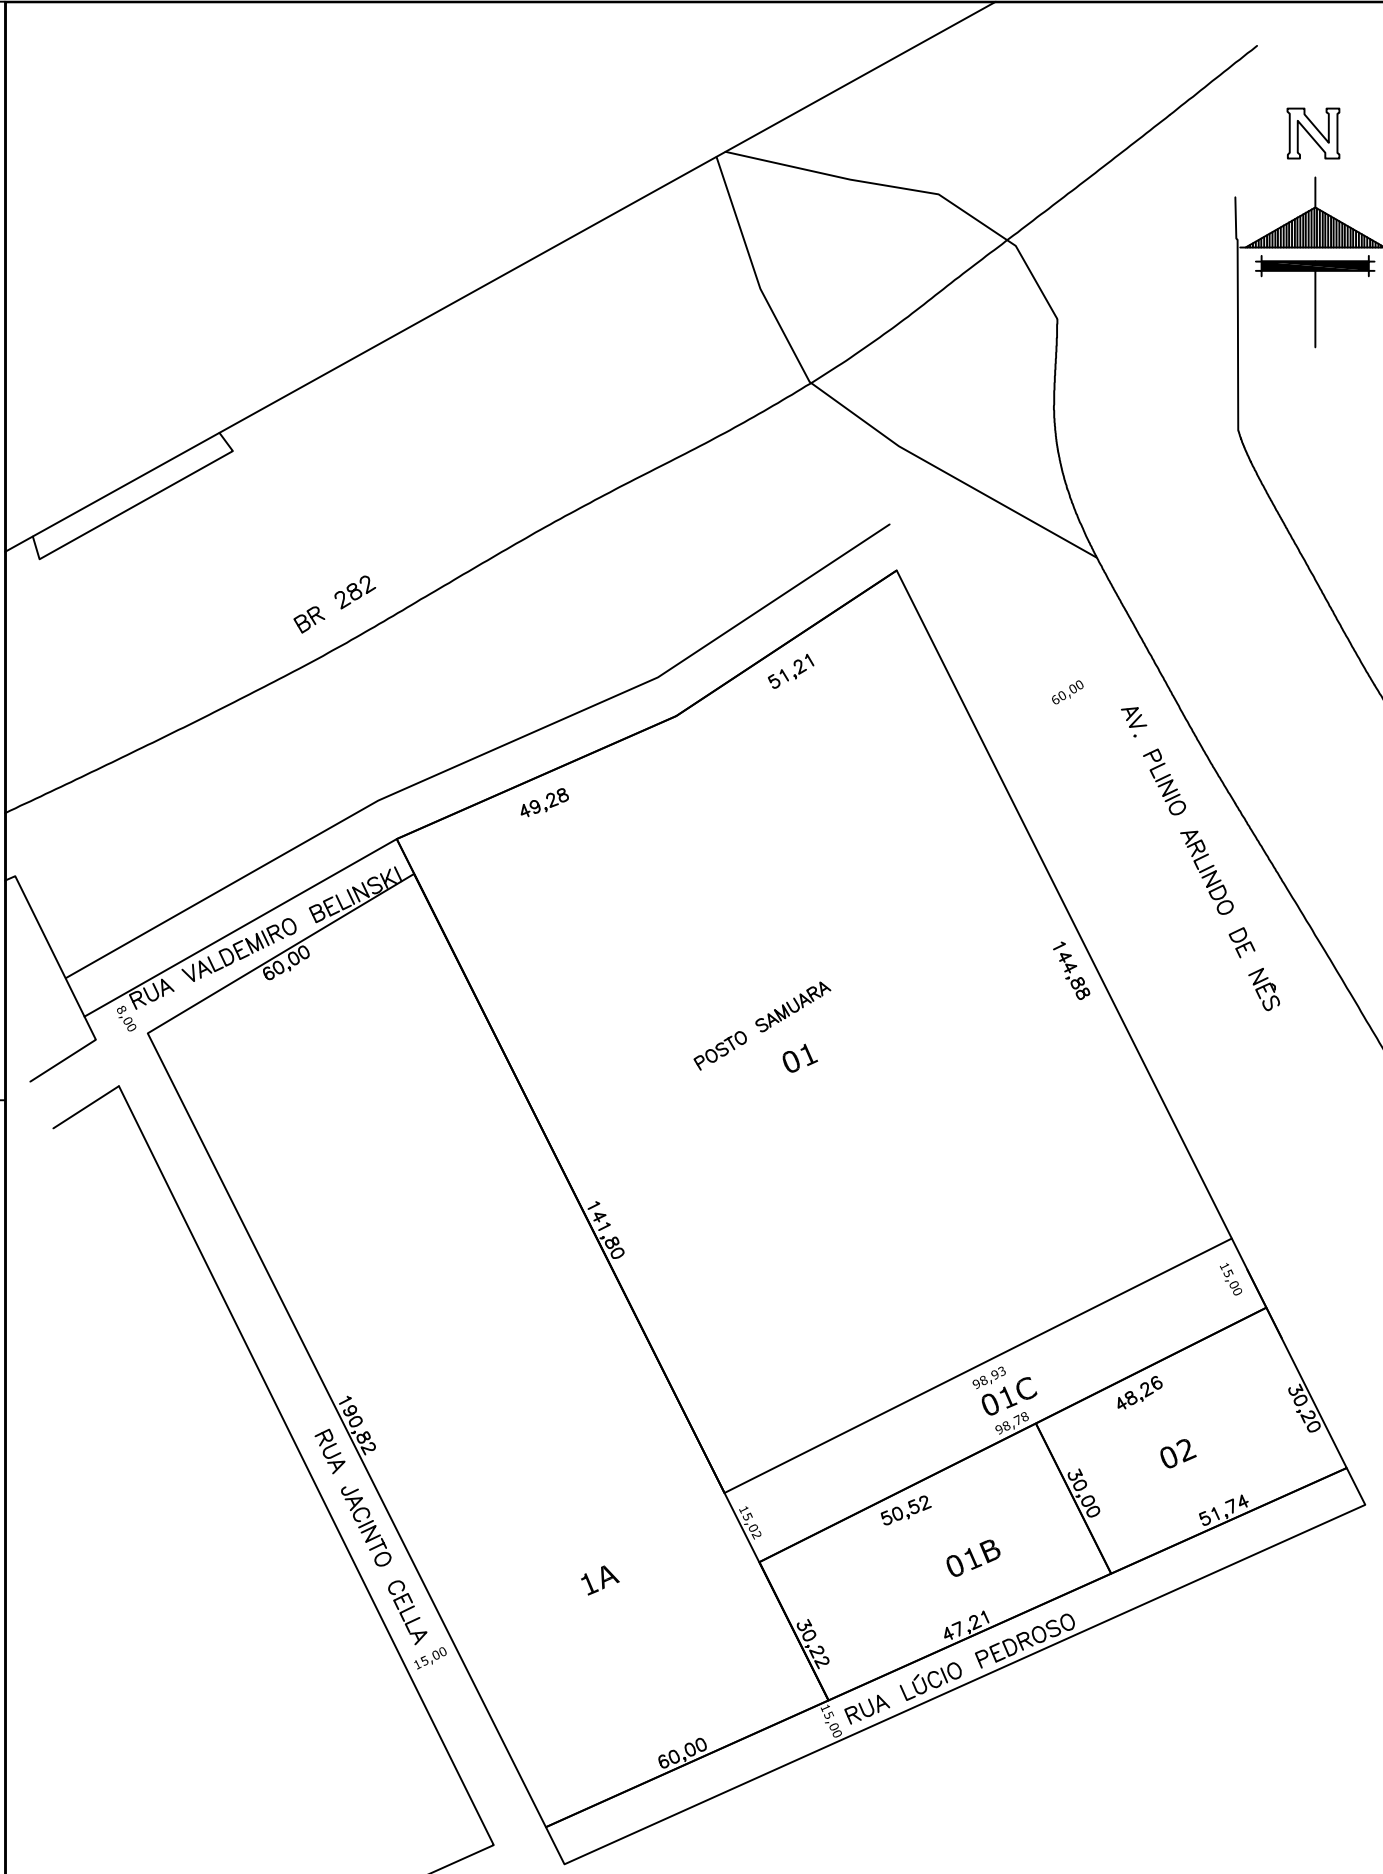 N
BR 282
51,21
60,00
AV. PLINIO ARLINDO DE NÊS
49,28
RUA VALDEMIRO BELINSKI
60,00
8,00
144,88
POSTO SAMUARA
01
141,80
15,00
98,93
01C
98,78
48,26
30,20
190,82
RUA JACINTO CELLA
15,00
02
30,00
50,52
15,02
51,74
01B
1A
47,21
30,22
RUA LÚCIO PEDROSO
15,00
60,00